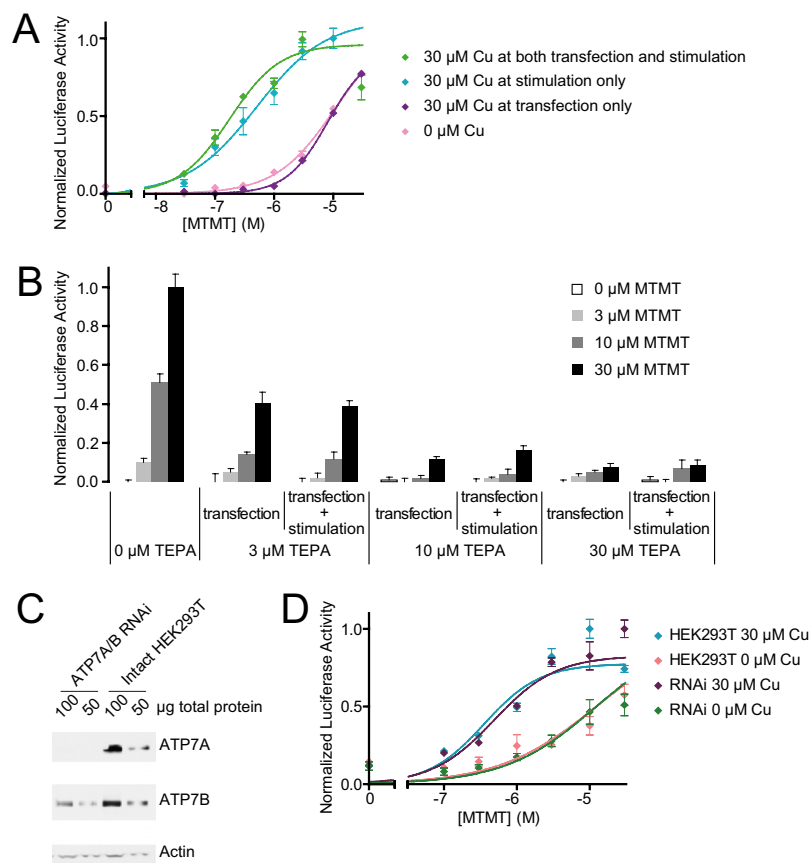 A
Normalized Luciferase Activity
1.0
0.5
0.0
0
-8
-7
-6
-5
[MTMT] (M)
30 µM Cu at both transfection and stimulation
30 µM Cu at stimulation only
30 µM Cu at transfection only
0 µM Cu
B
Normalized Luciferase Activity
1.0
0.8
0.6
0.4
0.2
0.0
0 µM MTMT
3 µM MTMT
10 µM MTMT
30 µM MTMT
transfection
transfection
+
stimulation
transfection
transfection
+
stimulation
transfection
transfection
+
stimulation
0 µM TEPA
3 µM TEPA
10 µM TEPA
30 µM TEPA
C
ATP7A/B RNAi
Intact HEK293T
100
50
100
50
µg total protein
ATP7A
ATP7B
Actin
D
Normalized Luciferase Activity
1.0
0.5
0.0
0
-7
-6
-5
[MTMT] (M)
HEK293T 30 µM Cu
HEK293T 0 µM Cu
RNAi 30 µM Cu
RNAi 0 µM Cu